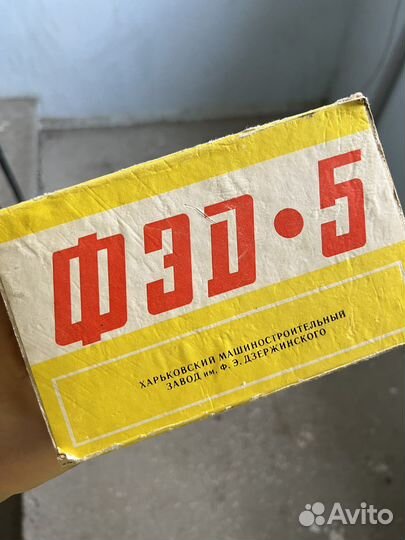 ФЭД•5
ХАРЬКОВСКИЙ МАШИНОСТРОИТЕЛЬНЫЙ
ЗАВОД им. Ф. Э. ДЗЕРЖИНСКОГО
Avito